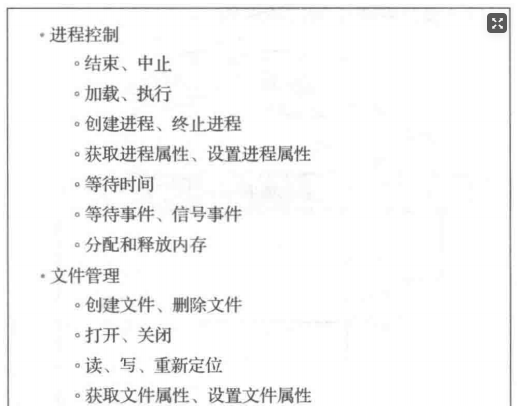 •进程控制
◦结束、中止
◦加载、执行
◦创建进程、终止进程
◦获取进程属性、设置进程属性
◦等待时间
◦等待事件、信号事件
◦分配和释放内存
•文件管理
◦创建文件、删除文件
◦打开、关闭
◦读、写、重新定位
◦获取文件属性、设置文件属性